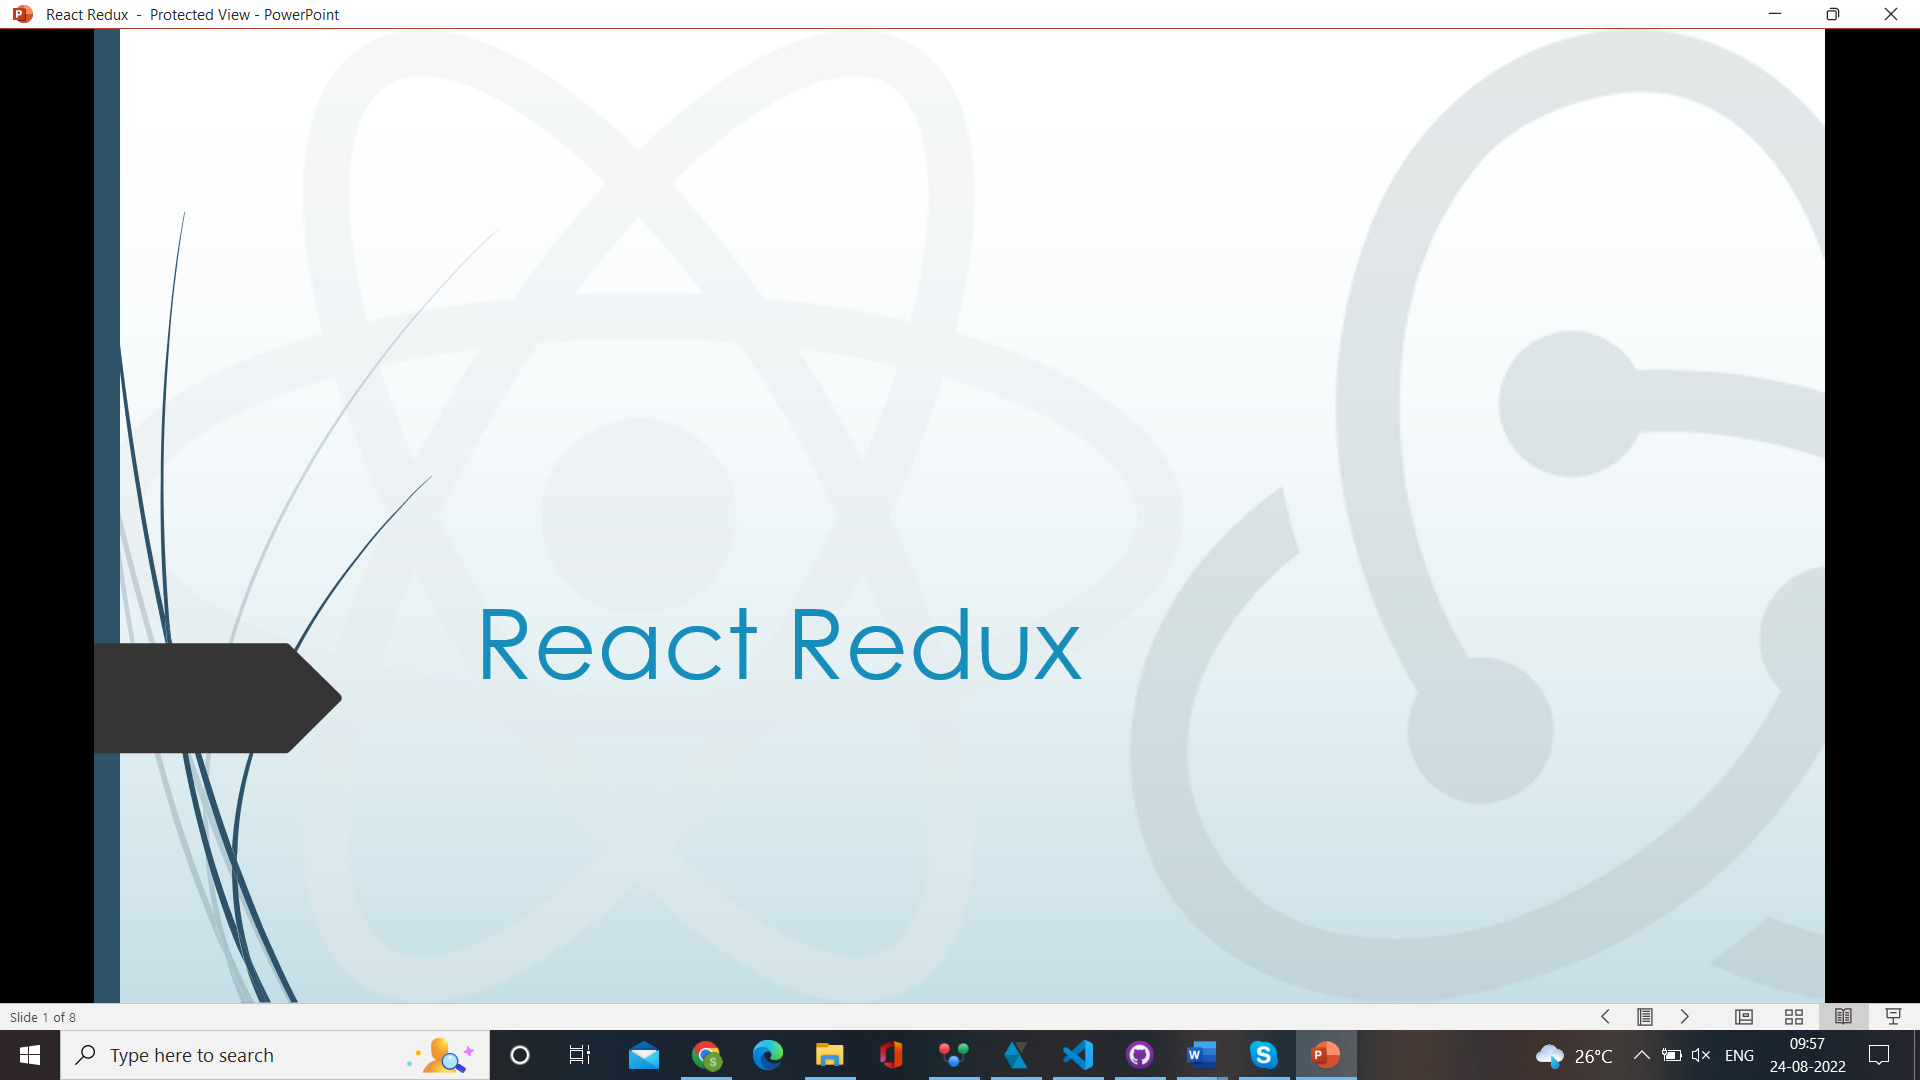 React Redux  -  Protected View - PowerPoint
React Redux
Slide 1 of 8
Type here to search
26°C
ENG
09:57
24-08-2022